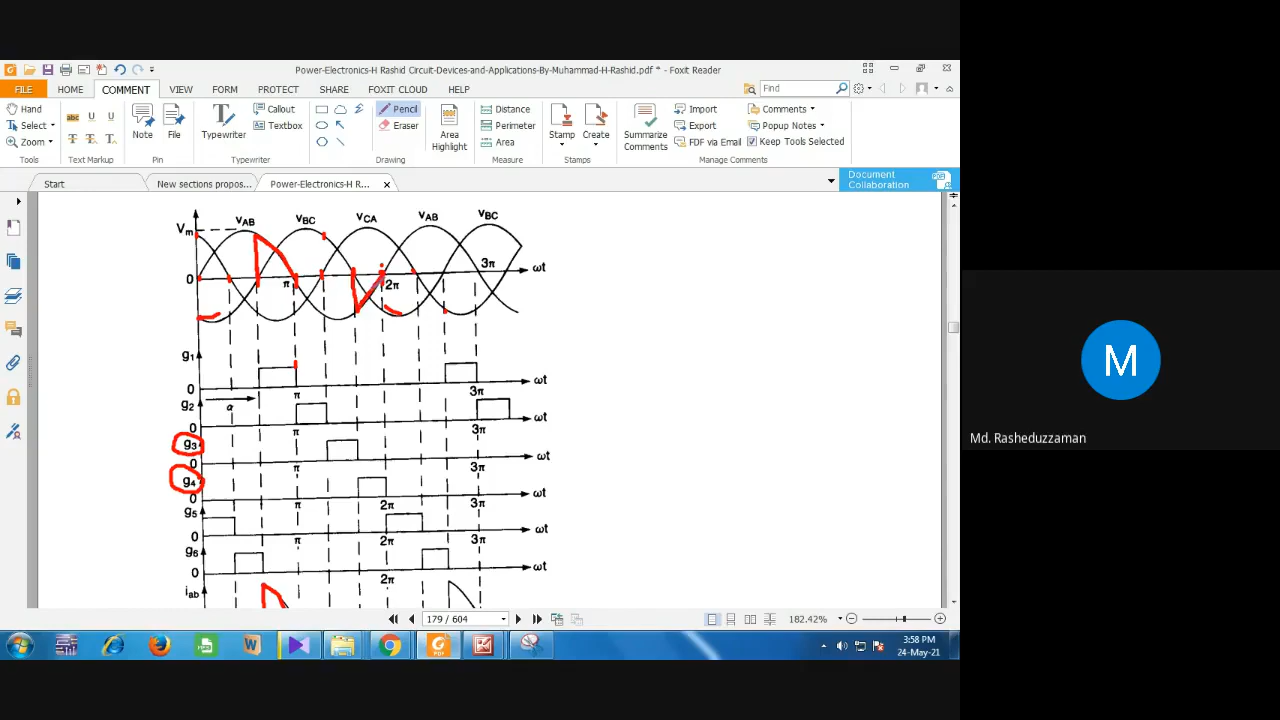 Power-Electronics-H Rashid Circuit-Devices-and-Applications-By-Muhammad-H-Rashid.pdf * - Foxit Reader
FILE HOME COMMENT VIEW FORM PROTECT SHARE FOXIT CLOUD HELP
Find
Hand
Select
Zoom
Tools
abc U U
T T T
Text Markup
Note
File
Pin
Typewriter
Callout
Textbox
Typewriter
Pencil
Eraser
Drawing
Area
Highlight
Distance
Perimeter
Area
Measure
Stamp
Create
Stamps
Summarize
Comments
Import
Export
FDF via Email
Comments
Popup Notes
Keep Tools Selected
Manage Comments
Start
New sections propos...
Power-Electronics-H R...
Document
Collaboration
Vm
vAB vBC vCA vAB vBC
0 π 2π 3π ωt
g1
0 π 3π ωt
g2 α
0 π 3π ωt
g3
0 π 3π ωt
g4
0 π 2π 3π ωt
g5
0 π 2π 3π ωt
g6
0 2π ωt
iab
179 / 604
182.42%
3:58 PM
24-May-21
M
Md. Rasheduzzaman